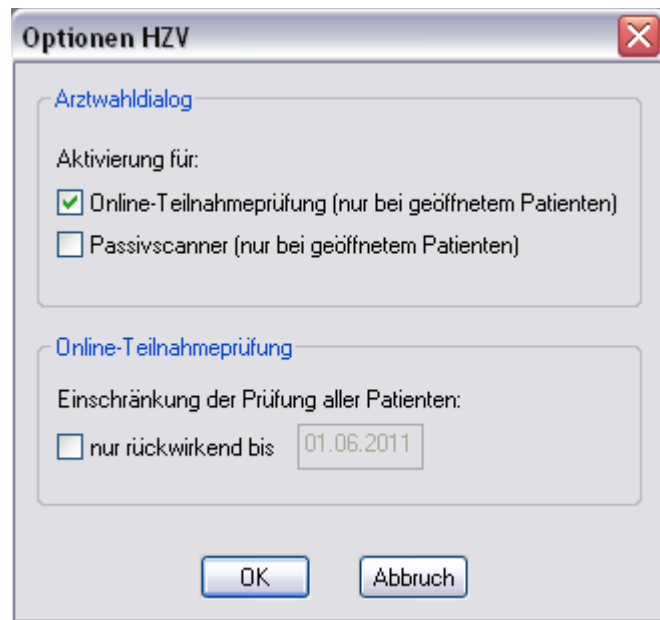 Optionen HZV
Arztwahldialog
Aktivierung für:
Online-Teilnahmeprüfung (nur bei geöffnetem Patienten)
Passivscanner (nur bei geöffnetem Patienten)
Online-Teilnahmeprüfung
Einschränkung der Prüfung aller Patienten:
nur rückwirkend bis 01.06.2011
OK Abbruch